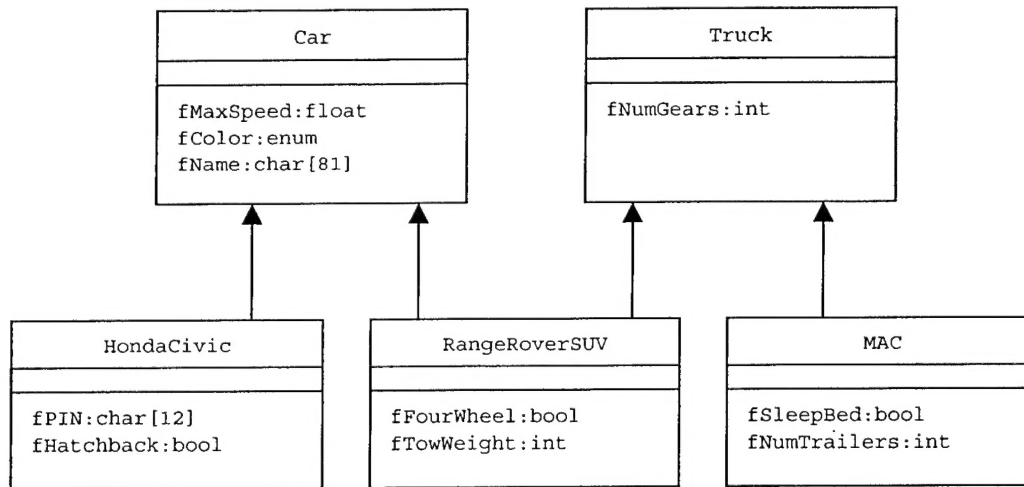 Car
fMaxSpeed:float
fColor:enum
fName:char[81]
Truck
fNumGears:int
HondaCivic
fPIN:char[12]
fHatchback:bool
RangeRoverSUV
fFourWheel:bool
fTowWeight:int
MAC
fSleepBed:bool
fNumTrailers:int